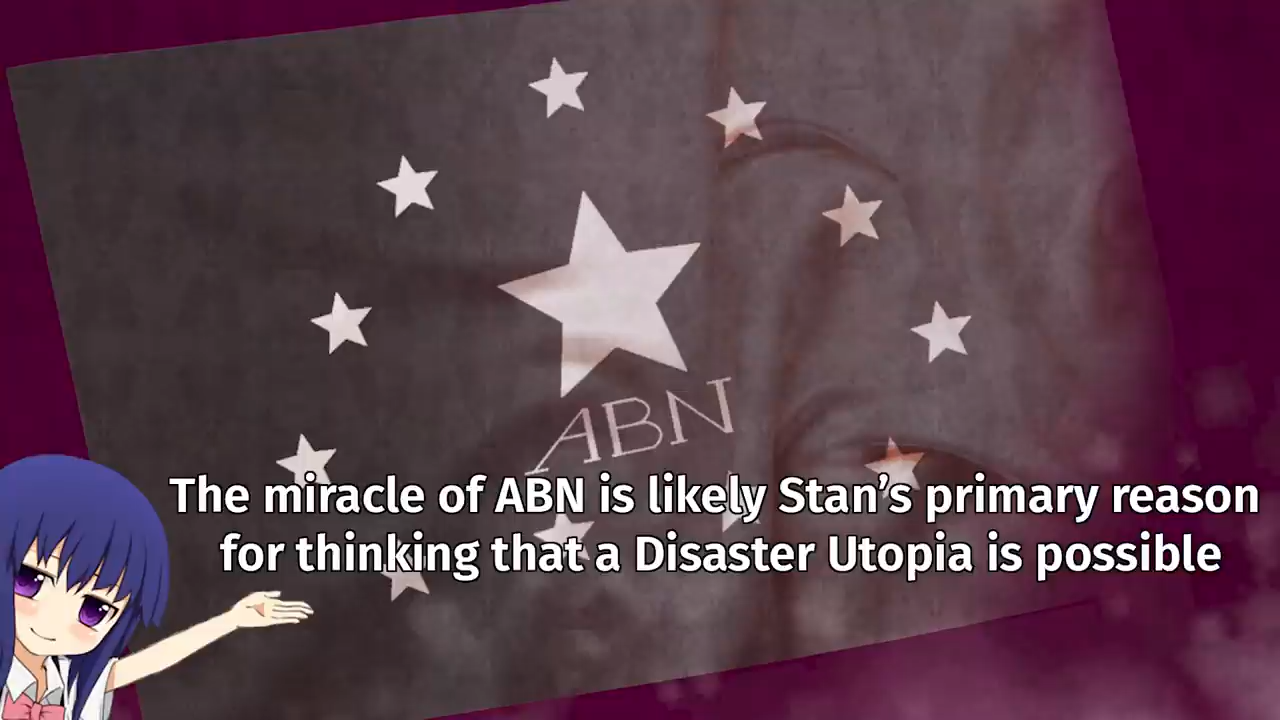 ABN
The miracle of ABN is likely Stan’s primary reason
for thinking that a Disaster Utopia is possible